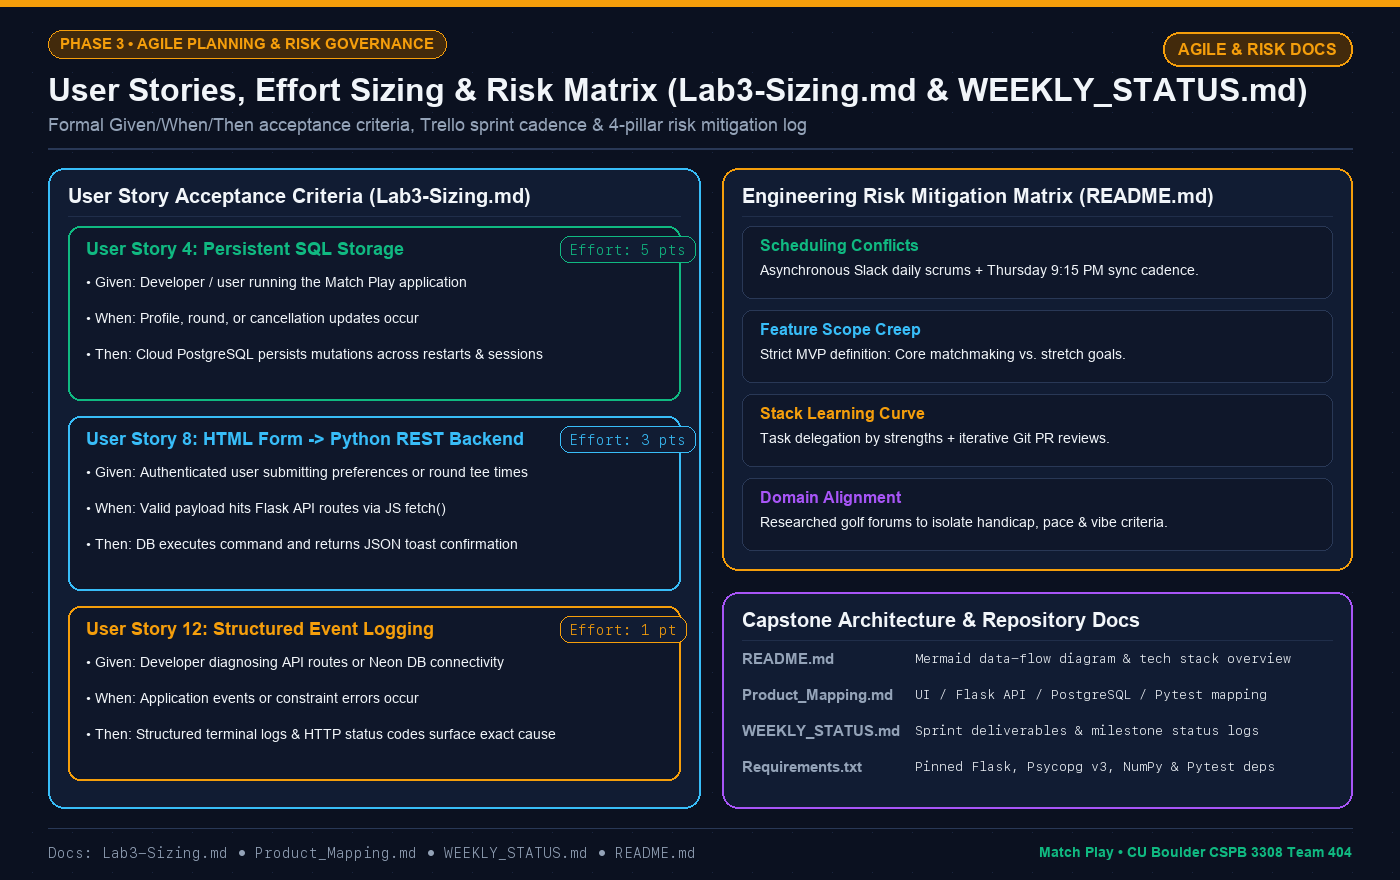 PHASE 3 • AGILE PLANNING & RISK GOVERNANCE
AGILE & RISK DOCS
User Stories, Effort Sizing & Risk Matrix (Lab3-Sizing.md & WEEKLY_STATUS.md)
Formal Given/When/Then acceptance criteria, Trello sprint cadence & 4-pillar risk mitigation log
User Story Acceptance Criteria (Lab3-Sizing.md)
User Story 4: Persistent SQL Storage
Effort: 5 pts
• Given: Developer / user running the Match Play application
• When: Profile, round, or cancellation updates occur
• Then: Cloud PostgreSQL persists mutations across restarts & sessions
User Story 8: HTML Form -> Python REST Backend
Effort: 3 pts
• Given: Authenticated user submitting preferences or round tee times
• When: Valid payload hits Flask API routes via JS fetch()
• Then: DB executes command and returns JSON toast confirmation
User Story 12: Structured Event Logging
Effort: 1 pt
• Given: Developer diagnosing API routes or Neon DB connectivity
• When: Application events or constraint errors occur
• Then: Structured terminal logs & HTTP status codes surface exact cause
Engineering Risk Mitigation Matrix (README.md)
Scheduling Conflicts
Asynchronous Slack daily scrums + Thursday 9:15 PM sync cadence.
Feature Scope Creep
Strict MVP definition: Core matchmaking vs. stretch goals.
Stack Learning Curve
Task delegation by strengths + iterative Git PR reviews.
Domain Alignment
Researched golf forums to isolate handicap, pace & vibe criteria.
Capstone Architecture & Repository Docs
README.md Mermaid data-flow diagram & tech stack overview
Product_Mapping.md UI / Flask API / PostgreSQL / Pytest mapping
WEEKLY_STATUS.md Sprint deliverables & milestone status logs
Requirements.txt Pinned Flask, Psycopg v3, NumPy & Pytest deps
Docs: Lab3-Sizing.md • Product_Mapping.md • WEEKLY_STATUS.md • README.md
Match Play • CU Boulder CSPB 3308 Team 404